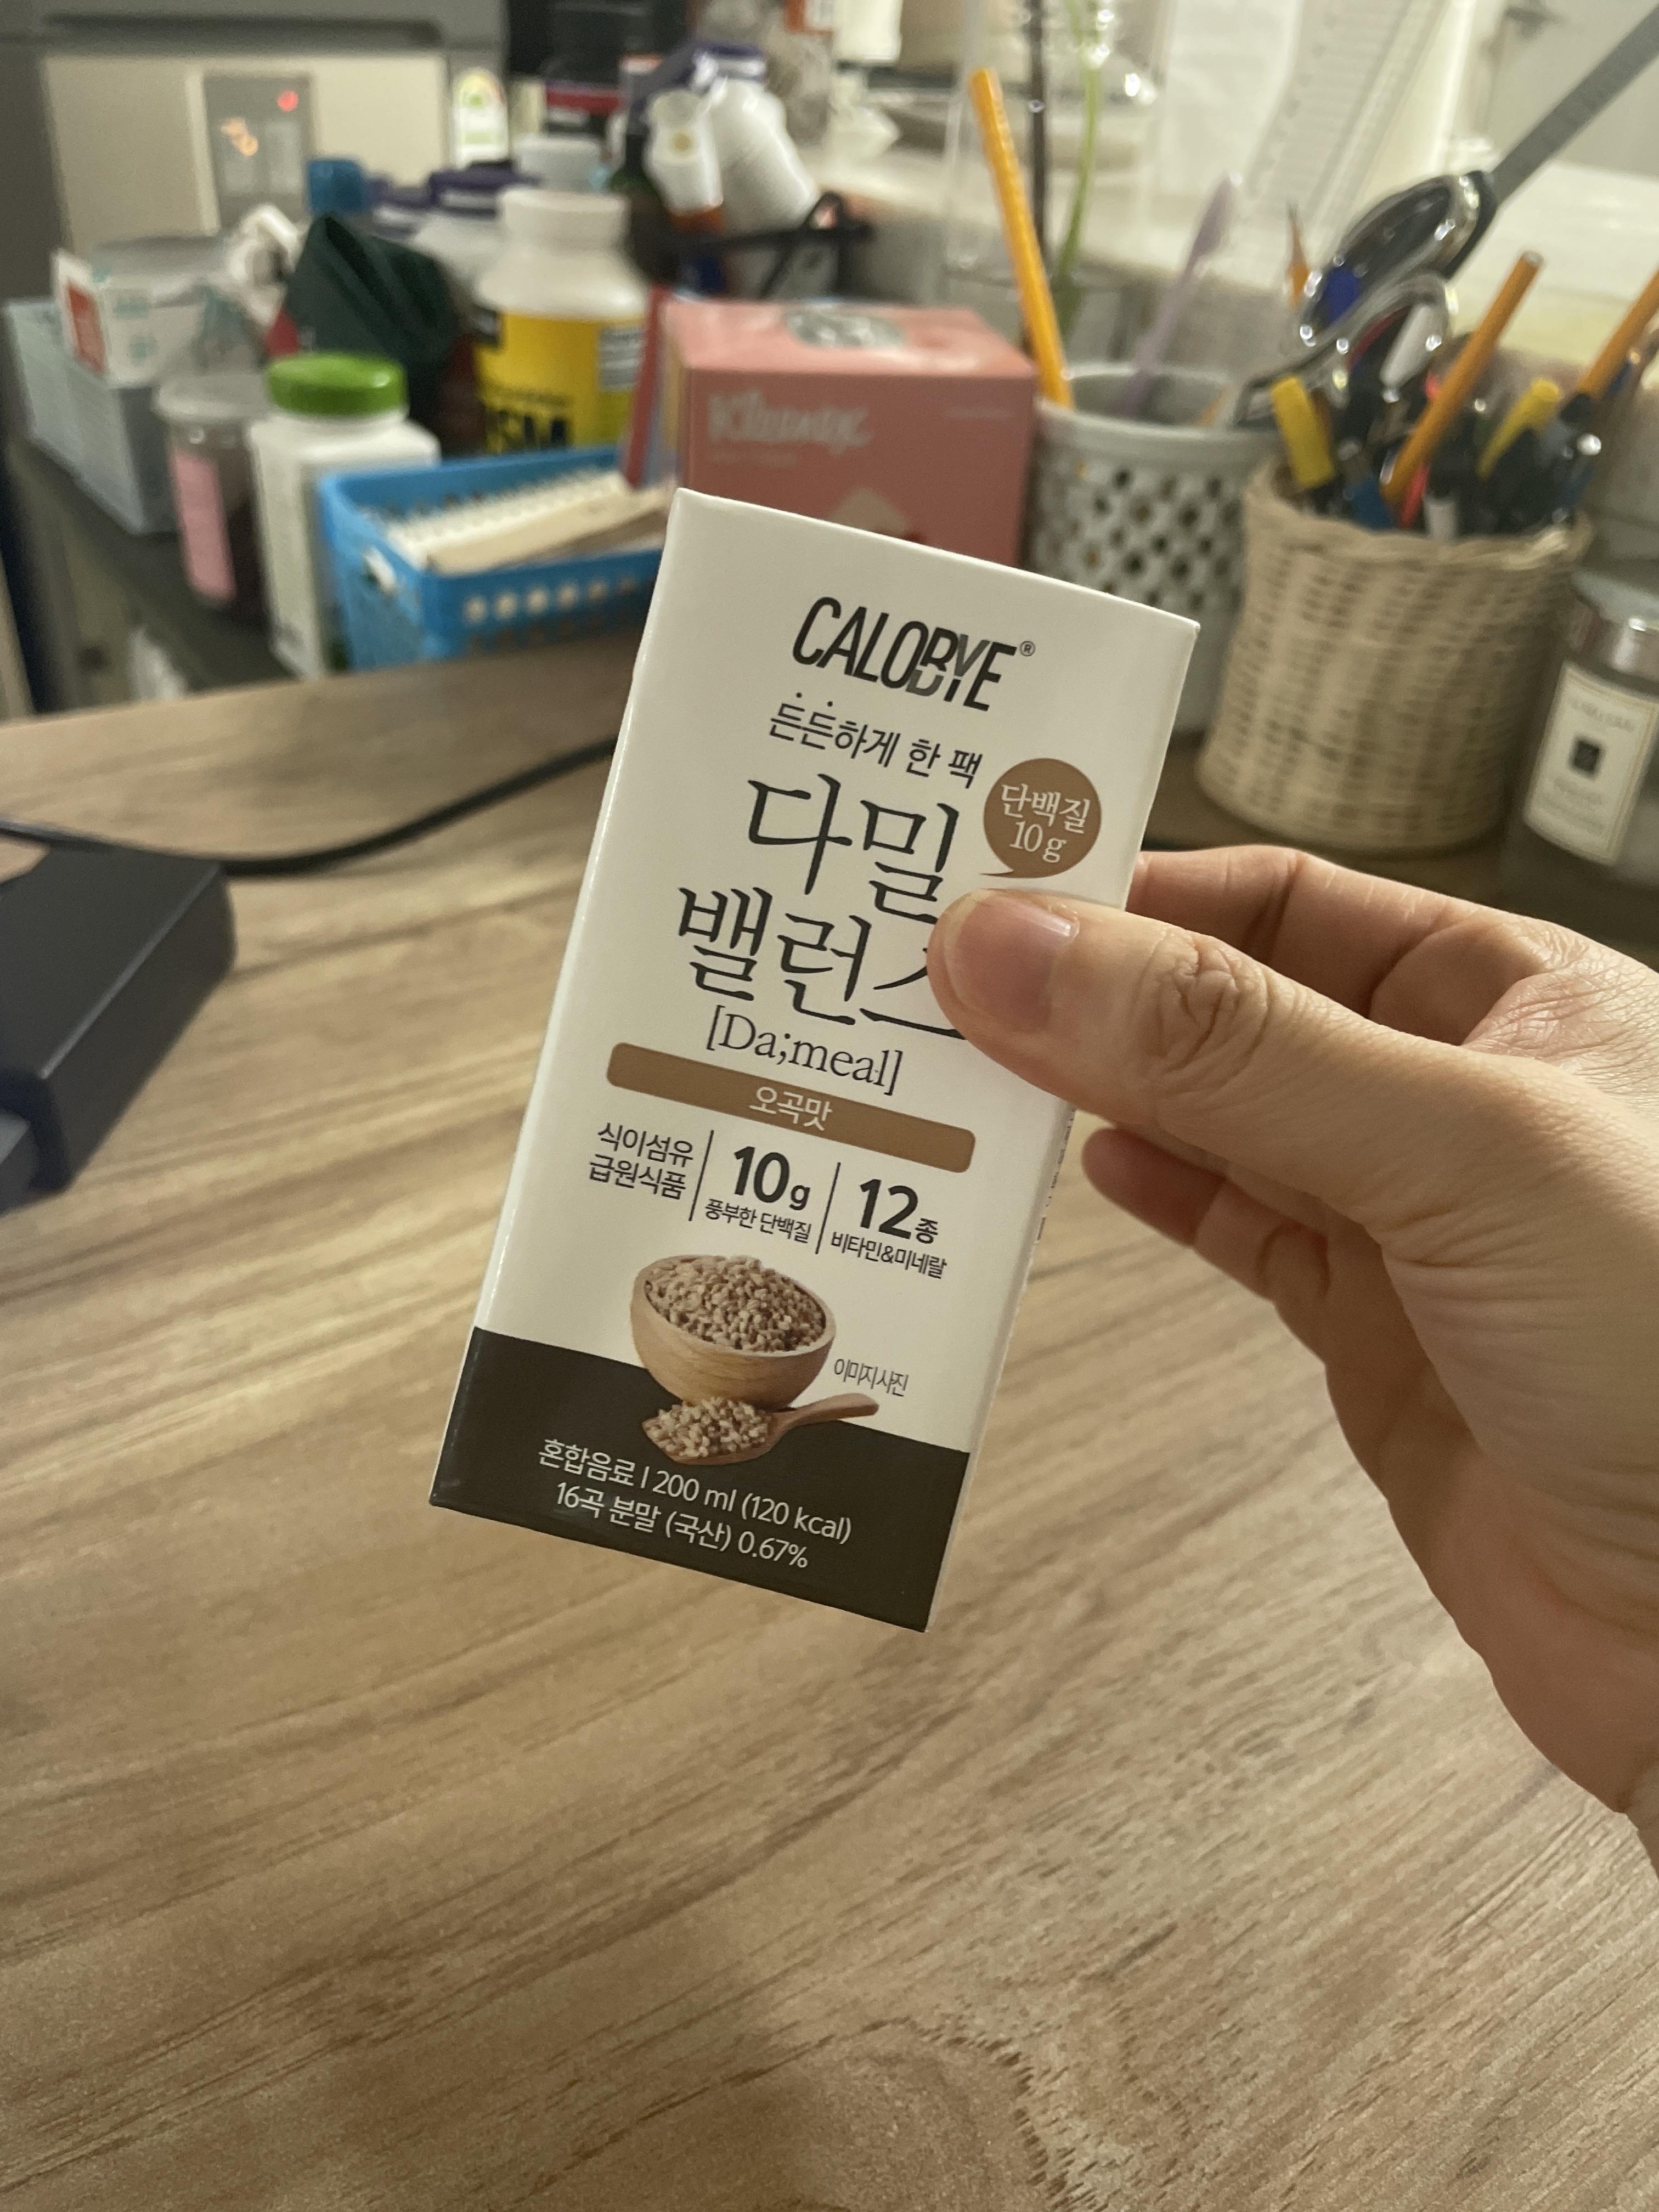 Kleenex
CALOBYE®
든든하게 한 팩
다밀
단백질
10g
밸런스
[Da;meal]
오곡맛
식이섬유
급원식품
10g
풍부한 단백질
12종
비타민&미네랄
이미지사진
혼합음료 | 200 ml (120 kcal)
16곡 분말 (국산) 0.67%